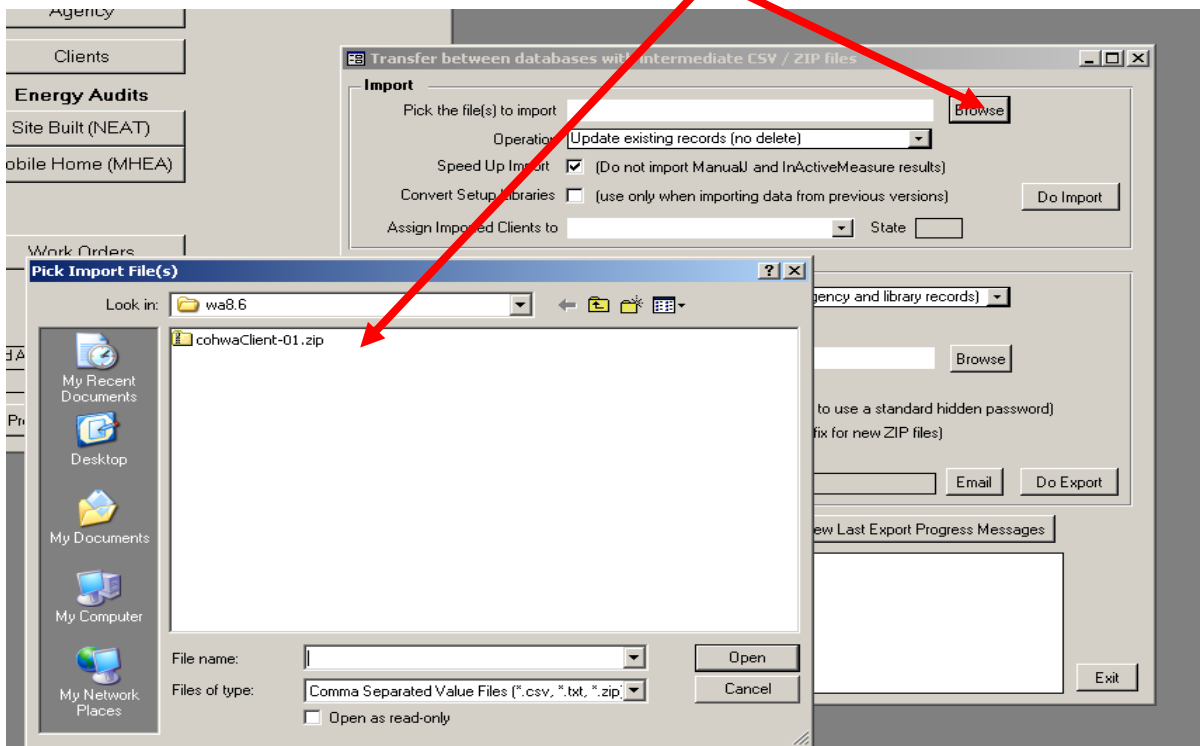 Agency
Clients
Energy Audits
Site Built (NEAT)
obile Home (MHEA)
Work Orders
Transfer between databases with intermediate CSV / ZIP files
Import
Pick the file(s) to import
Browse
Operation
Update existing records (no delete)
Speed Up Import
(Do not import ManualJ and InActiveMeasure results)
Convert Setup Libraries
(use only when importing data from previous versions)
Do Import
Assign Imported Clients to
State
Pick Import File(s)
Look in:
wa8.6
cohwaClient-01.zip
My Recent
Documents
Desktop
My Documents
My Computer
My Network
Places
File name:
Open
Files of type:
Comma Separated Value Files (*.csv, *.txt, *.zip)
Cancel
Open as read-only
gency and library records)
Browse
to use a standard hidden password)
fix for new ZIP files)
Email
Do Export
ew Last Export Progress Messages
Exit